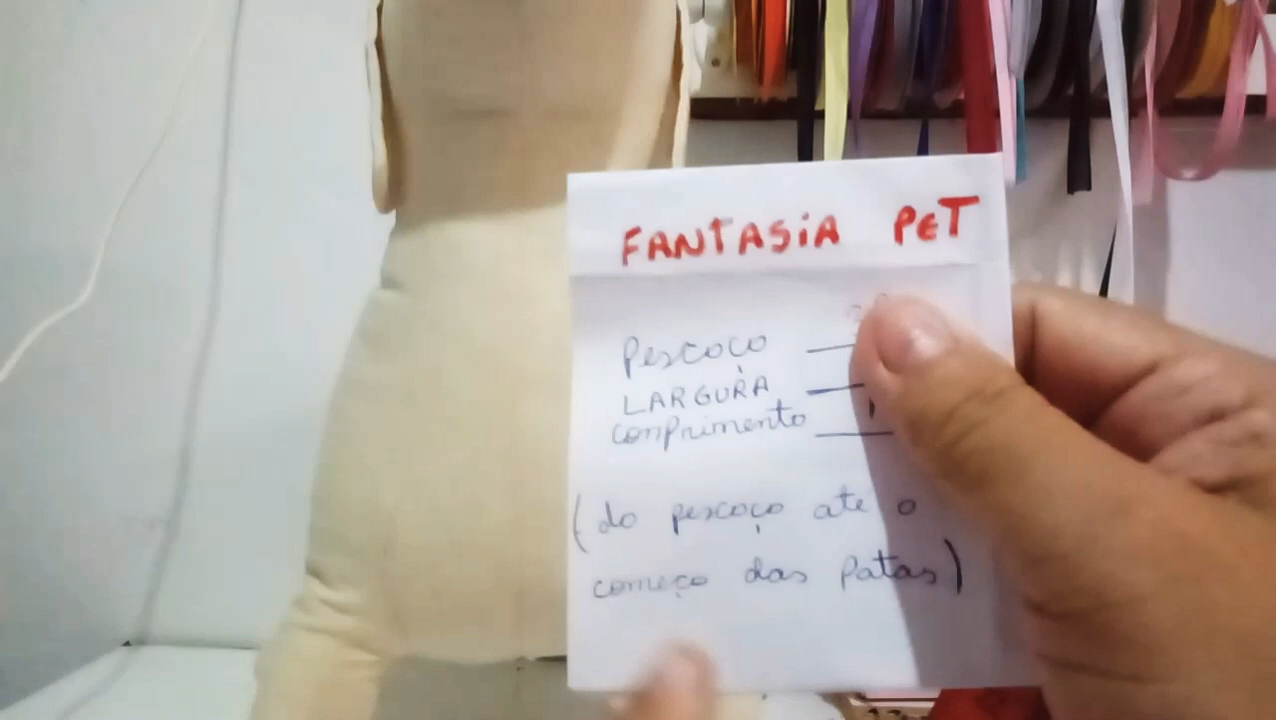 FANTASiA PET
Pescoço
LARGURA
comprimento
(do pescoço até o
começo das patas)